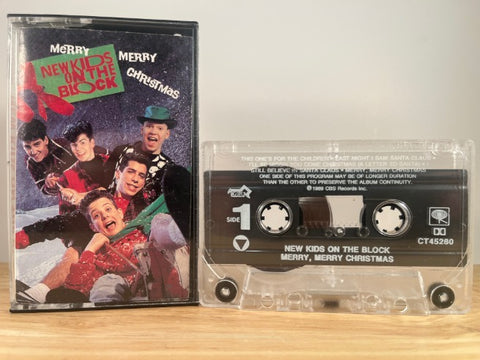 MERRY MERRY CHRISTMAS
NEW KIDS
ON THE
BLOCK
THIS ONE'S FOR THE CHILDREN • LAST NIGHT I SAW SANTA CLAUS •
I'LL BE MISSIN' YOU COME CHRISTMAS (A LETTER TO SANTA) • I
STILL BELIEVE IN SANTA CLAUS • MERRY, MERRY CHRISTMAS
ONE SIDE OF THIS PROGRAM MAY BE OF LONGER DURATION
THAN THE OTHER TO PRESERVE THE ALBUM CONTINUITY.
℗ 1989 CBS Records Inc.
SIDE 1
CT45280
NEW KIDS ON THE BLOCK
MERRY, MERRY CHRISTMAS